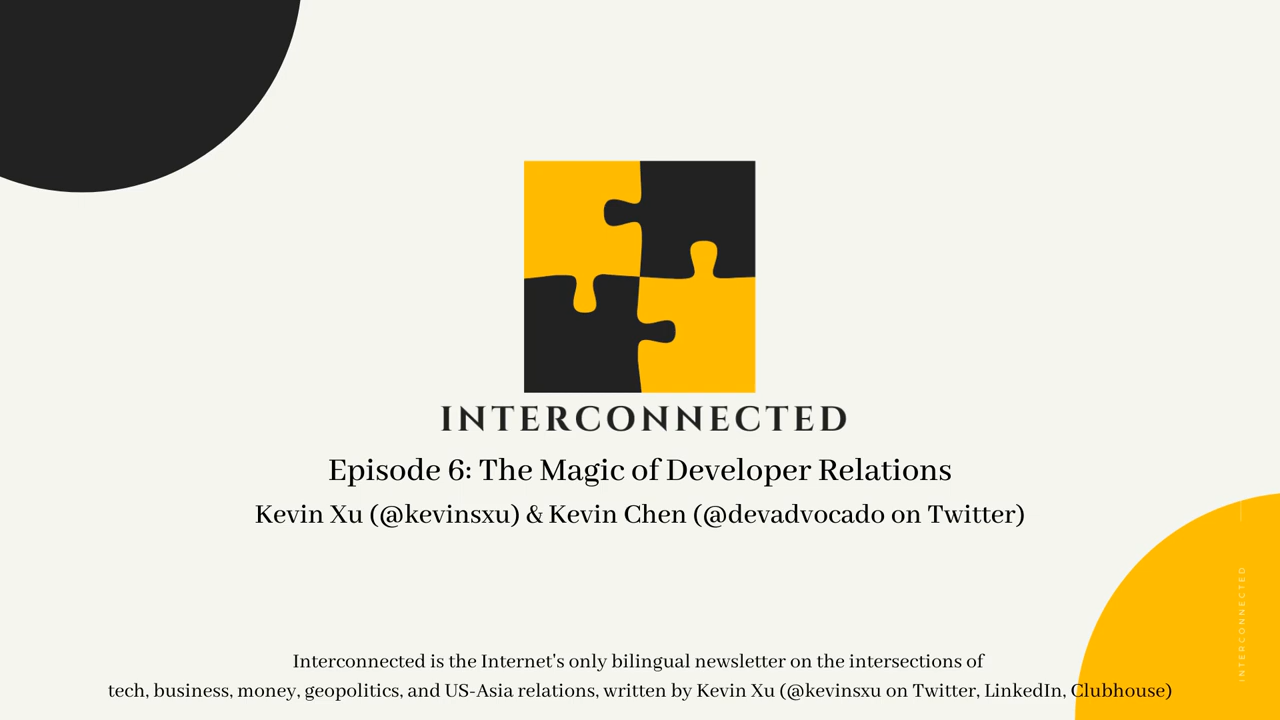 INTERCONNECTED
Episode 6: The Magic of Developer Relations
Kevin Xu (@kevinsxu) & Kevin Chen (@devadvocado on Twitter)
INTERCONNECTED
Interconnected is the Internet's only bilingual newsletter on the intersections of
tech, business, money, geopolitics, and US-Asia relations, written by Kevin Xu (@kevinsxu on Twitter, LinkedIn, Clubhouse)